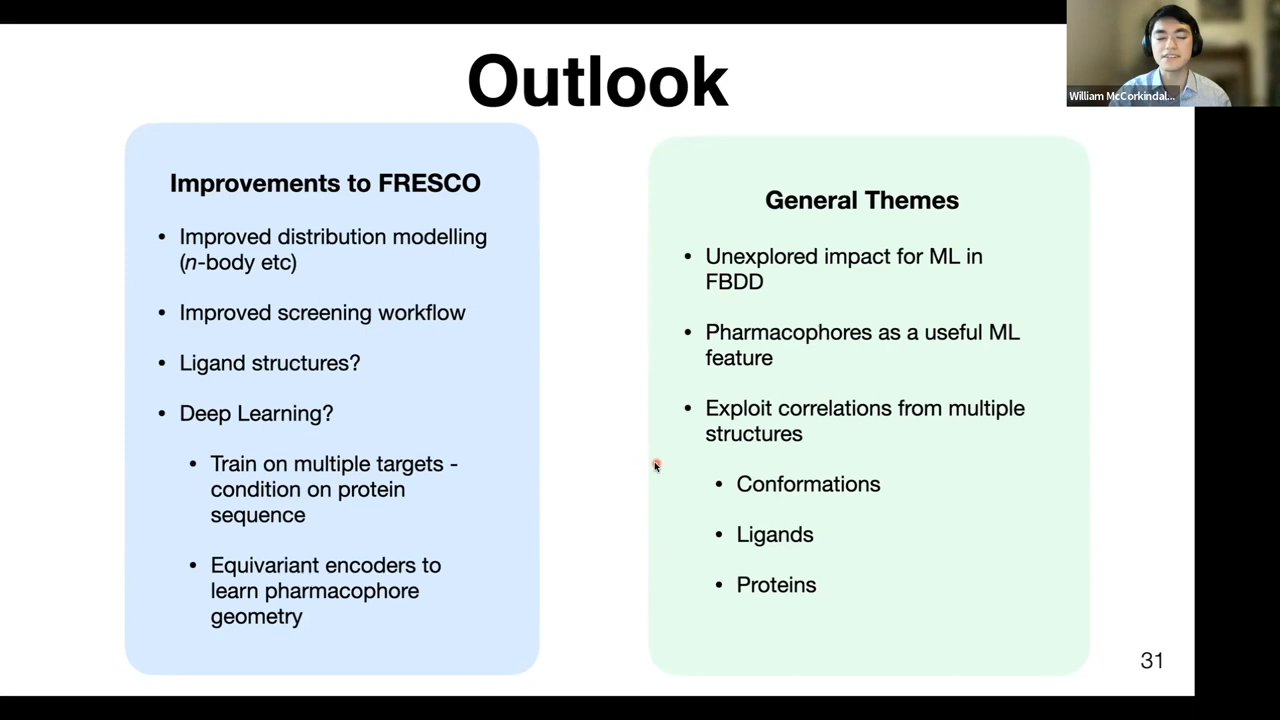 Outlook
William McCorkindal...
Improvements to FRESCO
• Improved distribution modelling
(n-body etc)
• Improved screening workflow
• Ligand structures?
• Deep Learning?
• Train on multiple targets -
condition on protein
sequence
• Equivariant encoders to
learn pharmacophore
geometry
General Themes
• Unexplored impact for ML in
FBDD
• Pharmacophores as a useful ML
feature
• Exploit correlations from multiple
structures
• Conformations
• Ligands
• Proteins
31